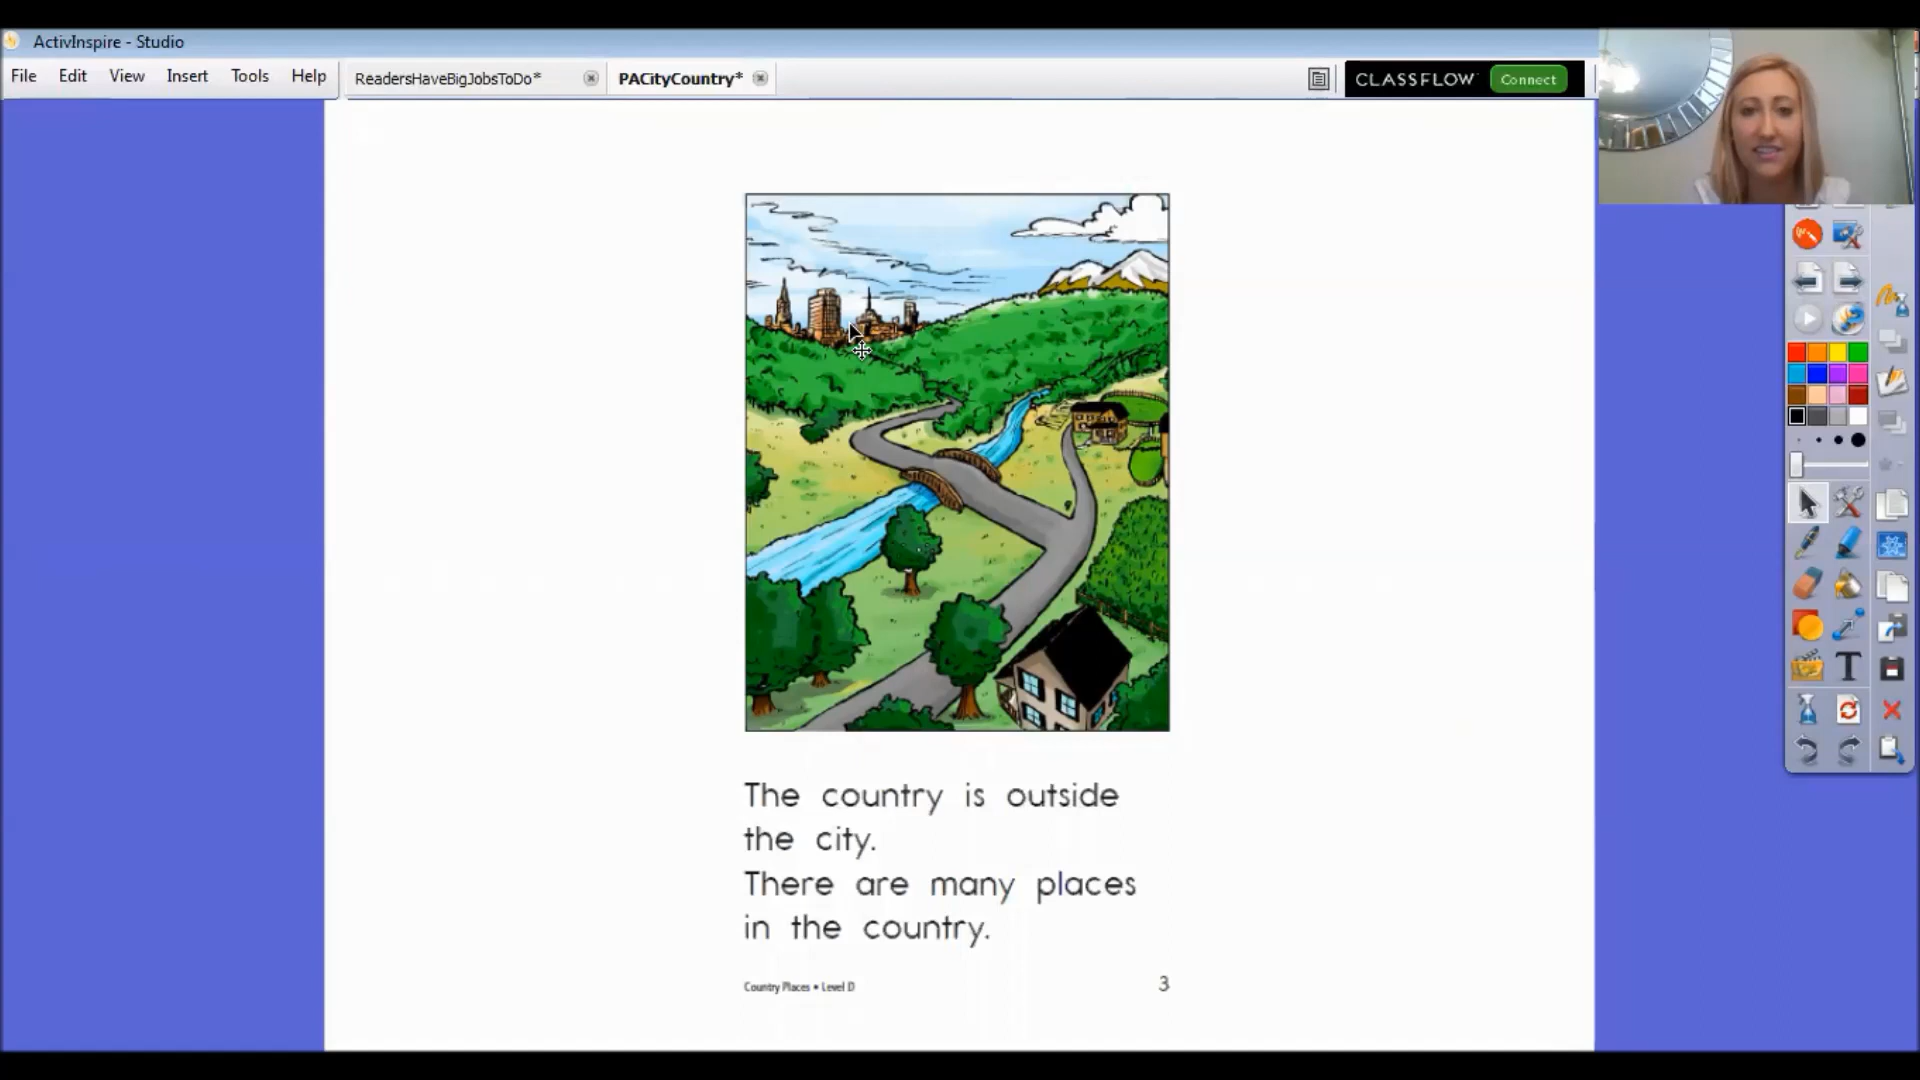 ActivInspire - Studio
File Edit View Insert Tools Help
ReadersHaveBigJobsToDo*
PACityCountry*
CLASSFLOW
Connect
The country is outside
the city.
There are many places
in the country.
Country Places • Level D
3